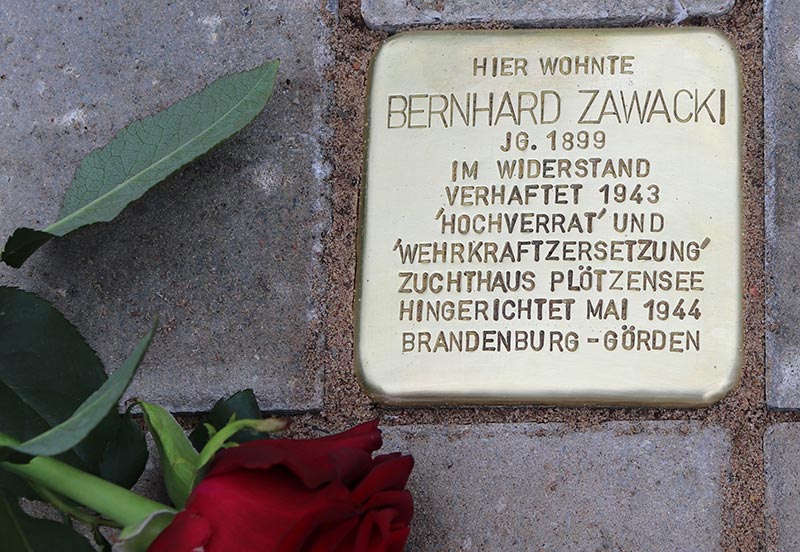 HIER WOHNTE
BERNHARD ZAWACKI
JG. 1899
IM WIDERSTAND
VERHAFTET 1943
'HOCHVERRAT' UND
'WEHRKRAFTZERSETZUNG'
ZUCHTHAUS PLÖTZENSEE
HINGERICHTET MAI 1944
BRANDENBURG-GÖRDEN